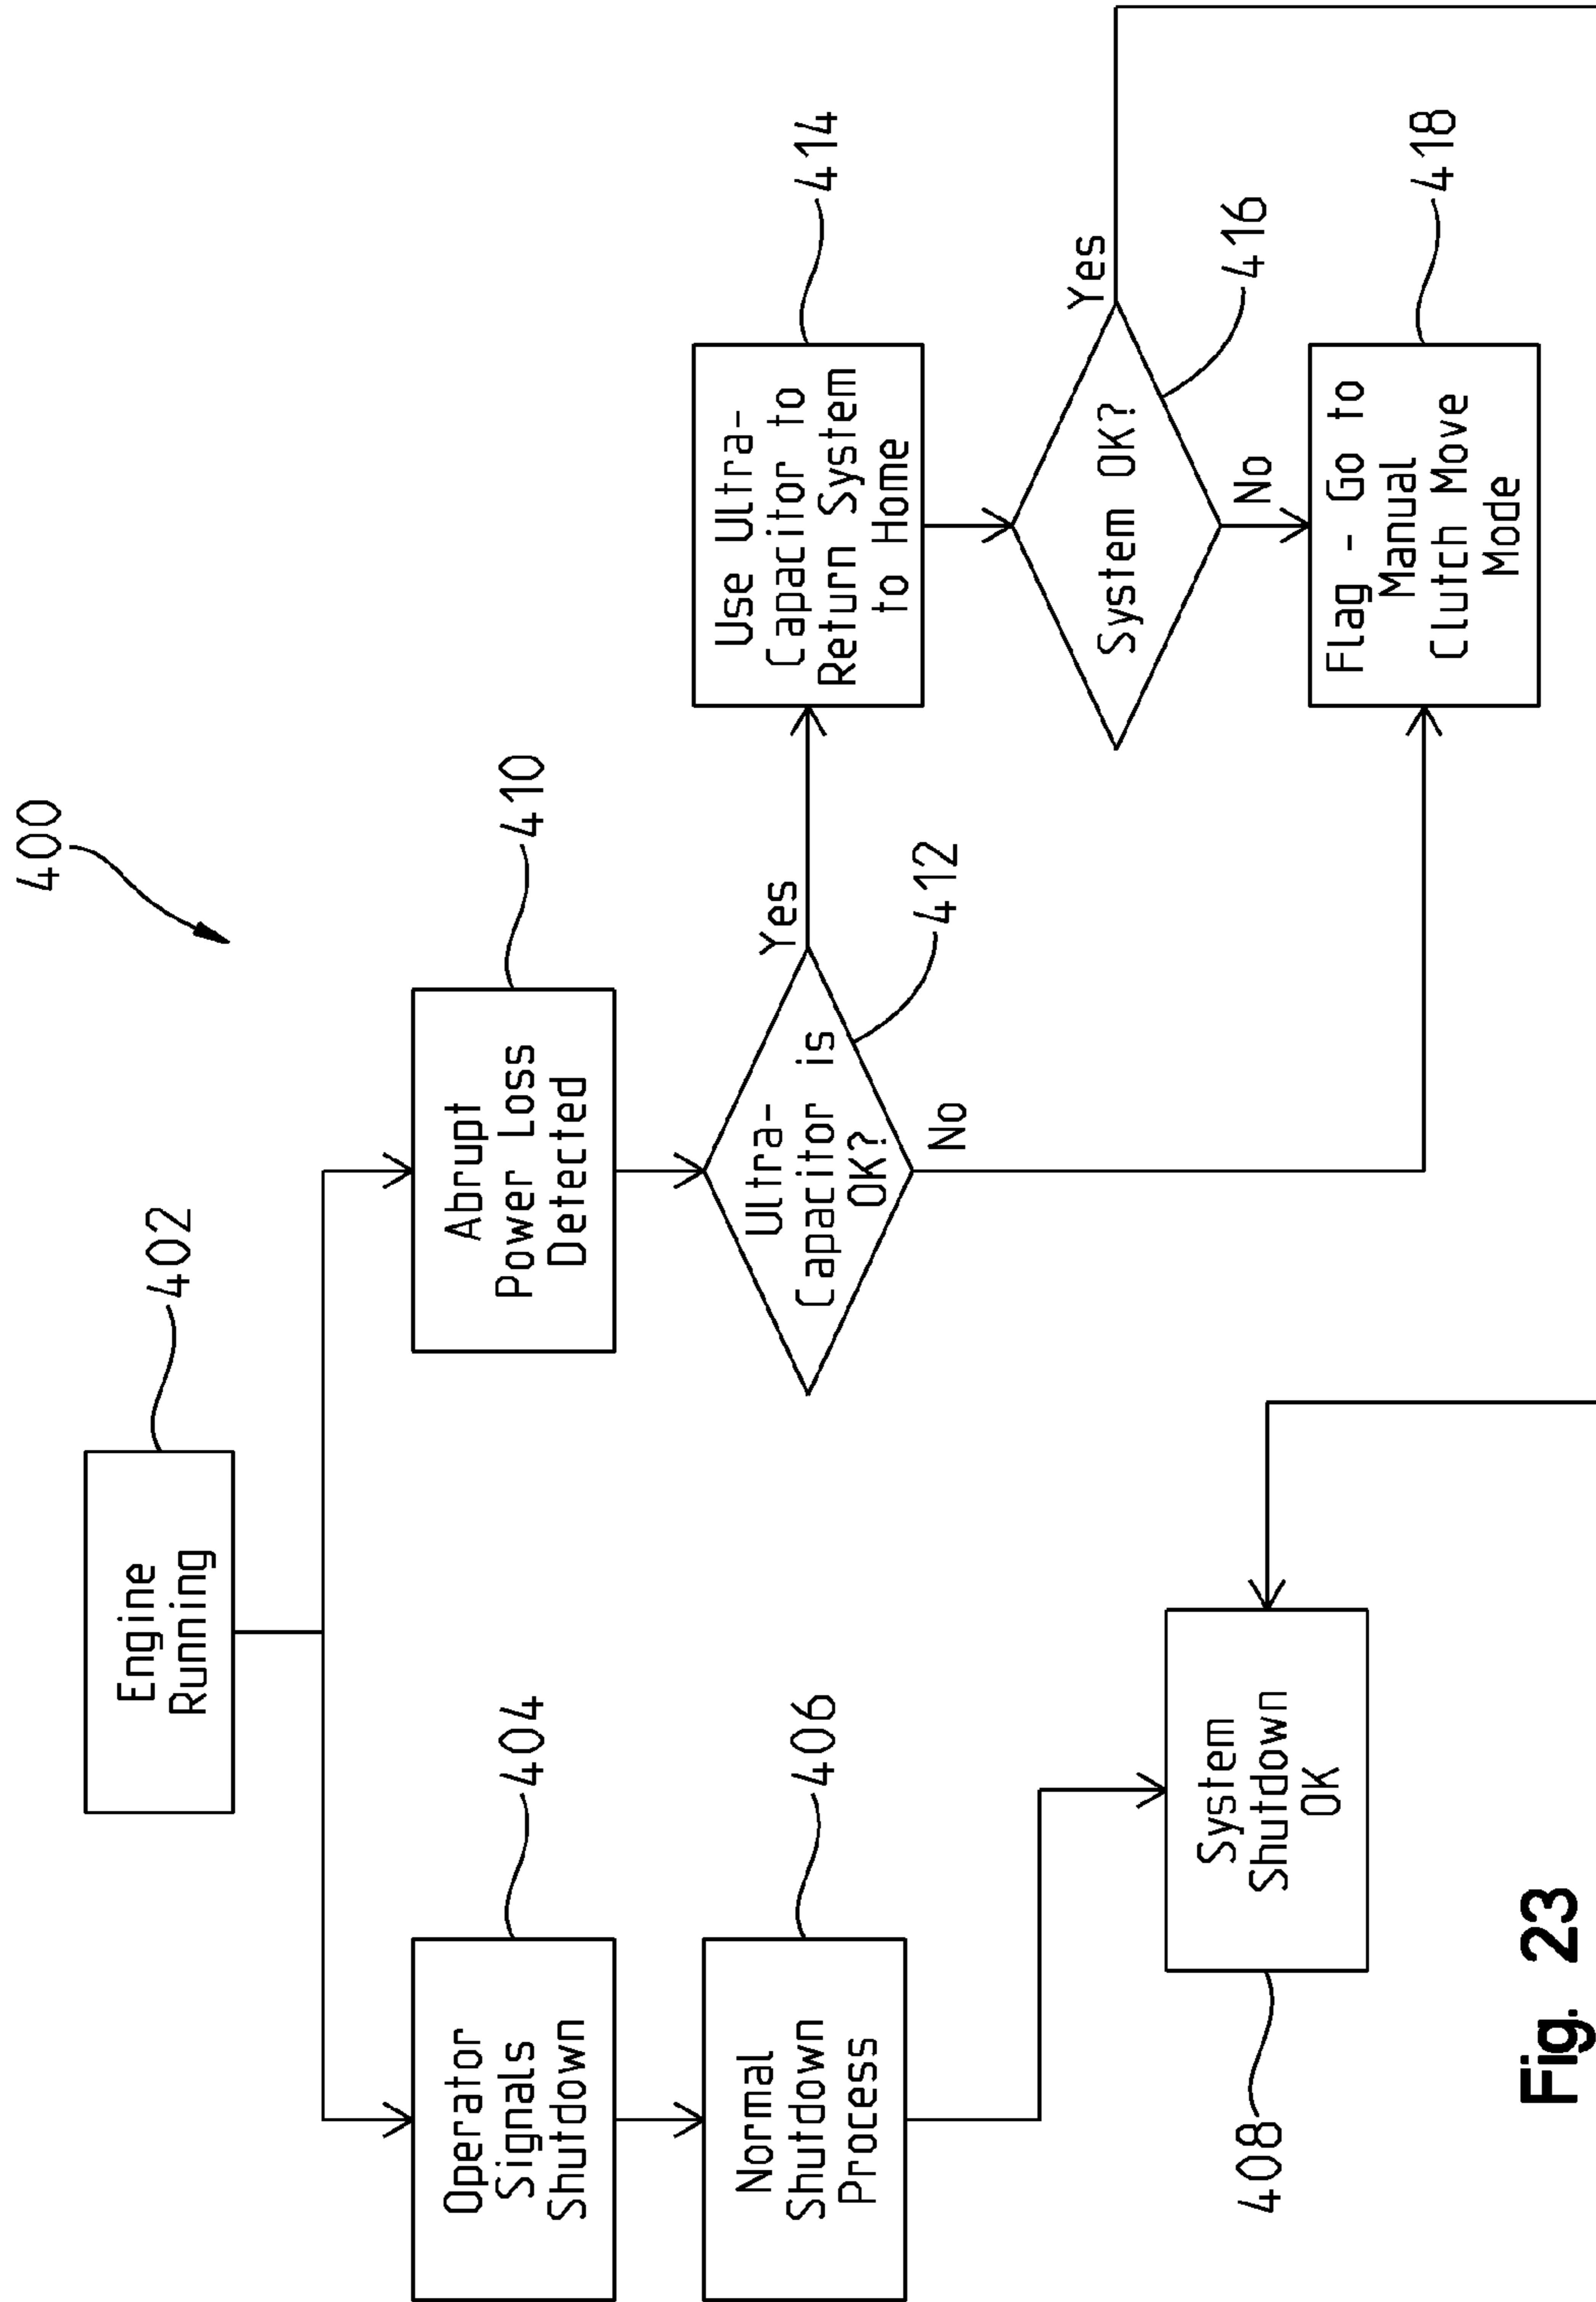 400
402
Engine
Running
404
Operator
Signals
Shutdown
406
Normal
Shutdown
Process
408
System
Shutdown
OK
410
Abrupt
Power Loss
Detected
412
Ultra-
Capacitor is
OK?
Yes
No
414
Use Ultra-
Capacitor to
Return System
to Home
416
System OK?
Yes
No
418
Flag - Go to
Manual
Clutch Move
Mode
Fig. 23